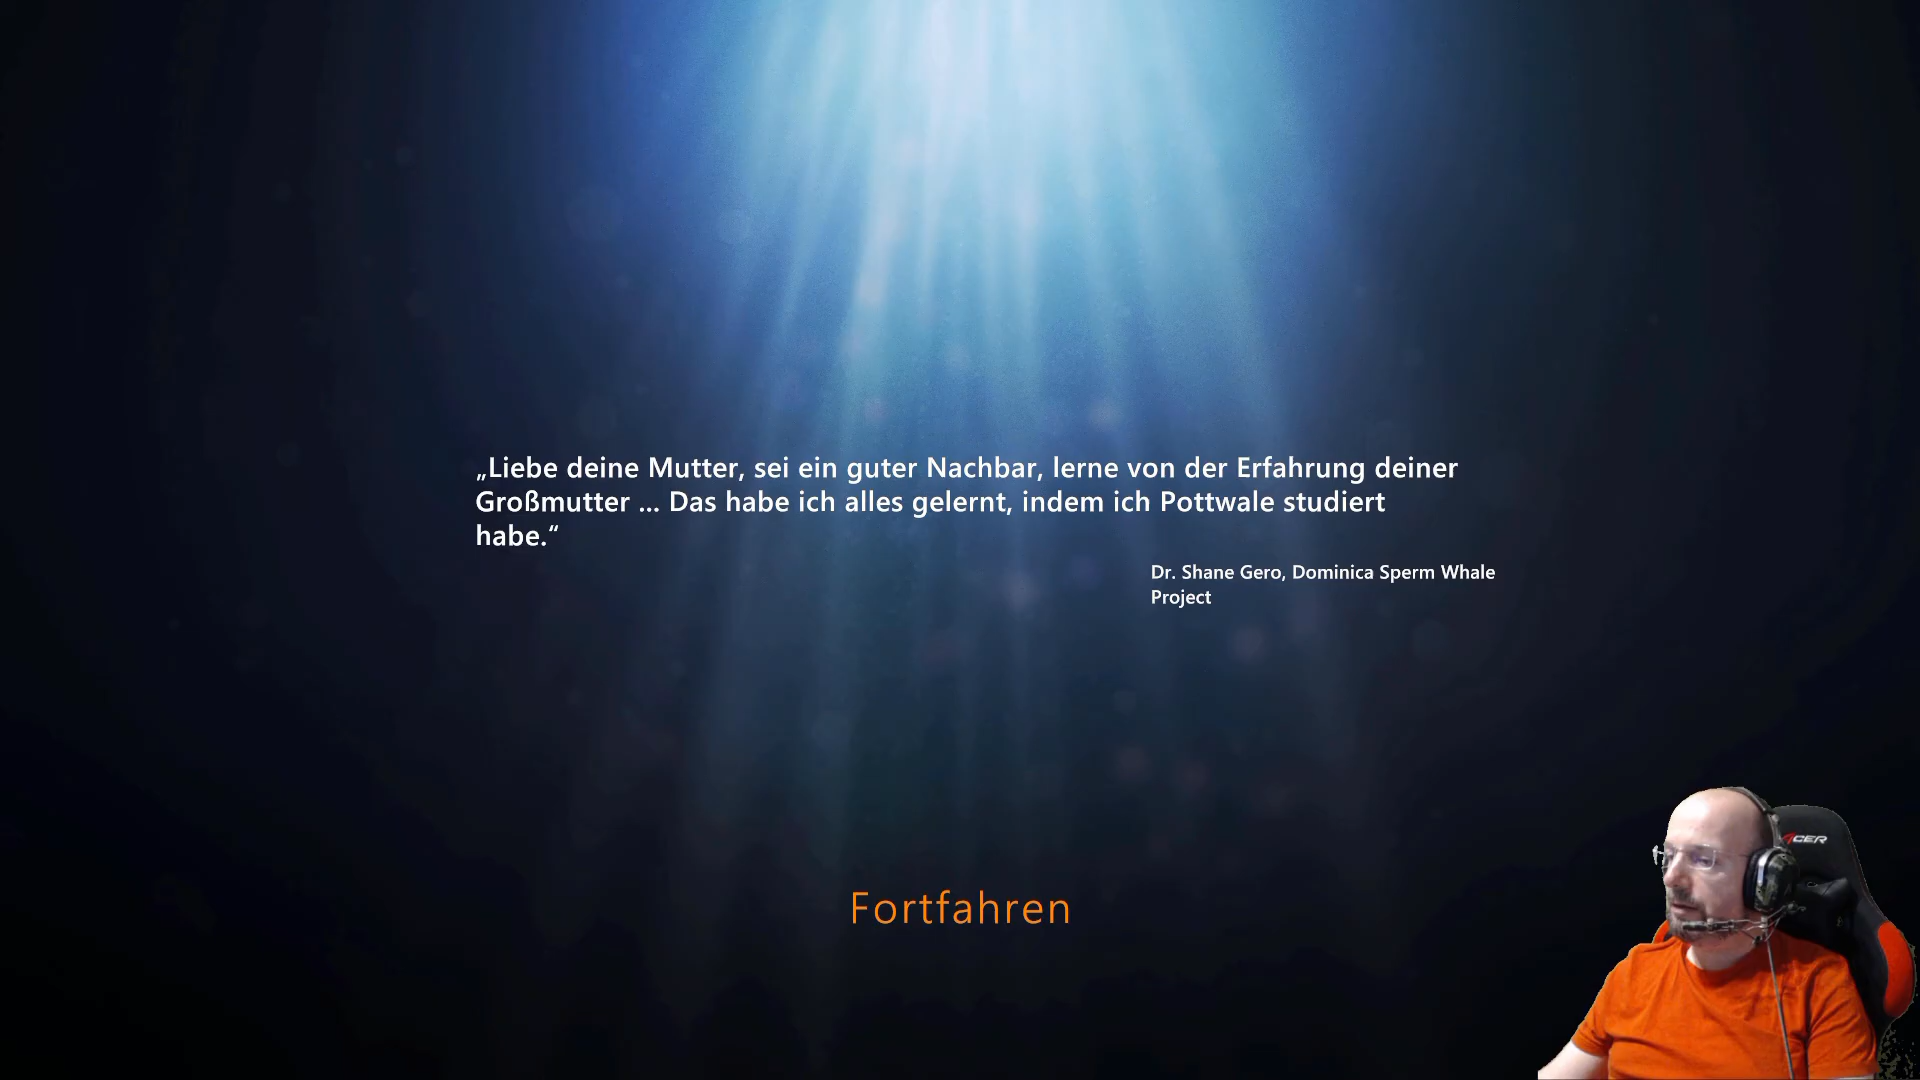 „Liebe deine Mutter, sei ein guter Nachbar, lerne von der Erfahrung deiner
Großmutter ... Das habe ich alles gelernt, indem ich Pottwale studiert
habe.“
Dr. Shane Gero, Dominica Sperm Whale
Project
Fortfahren
ACER